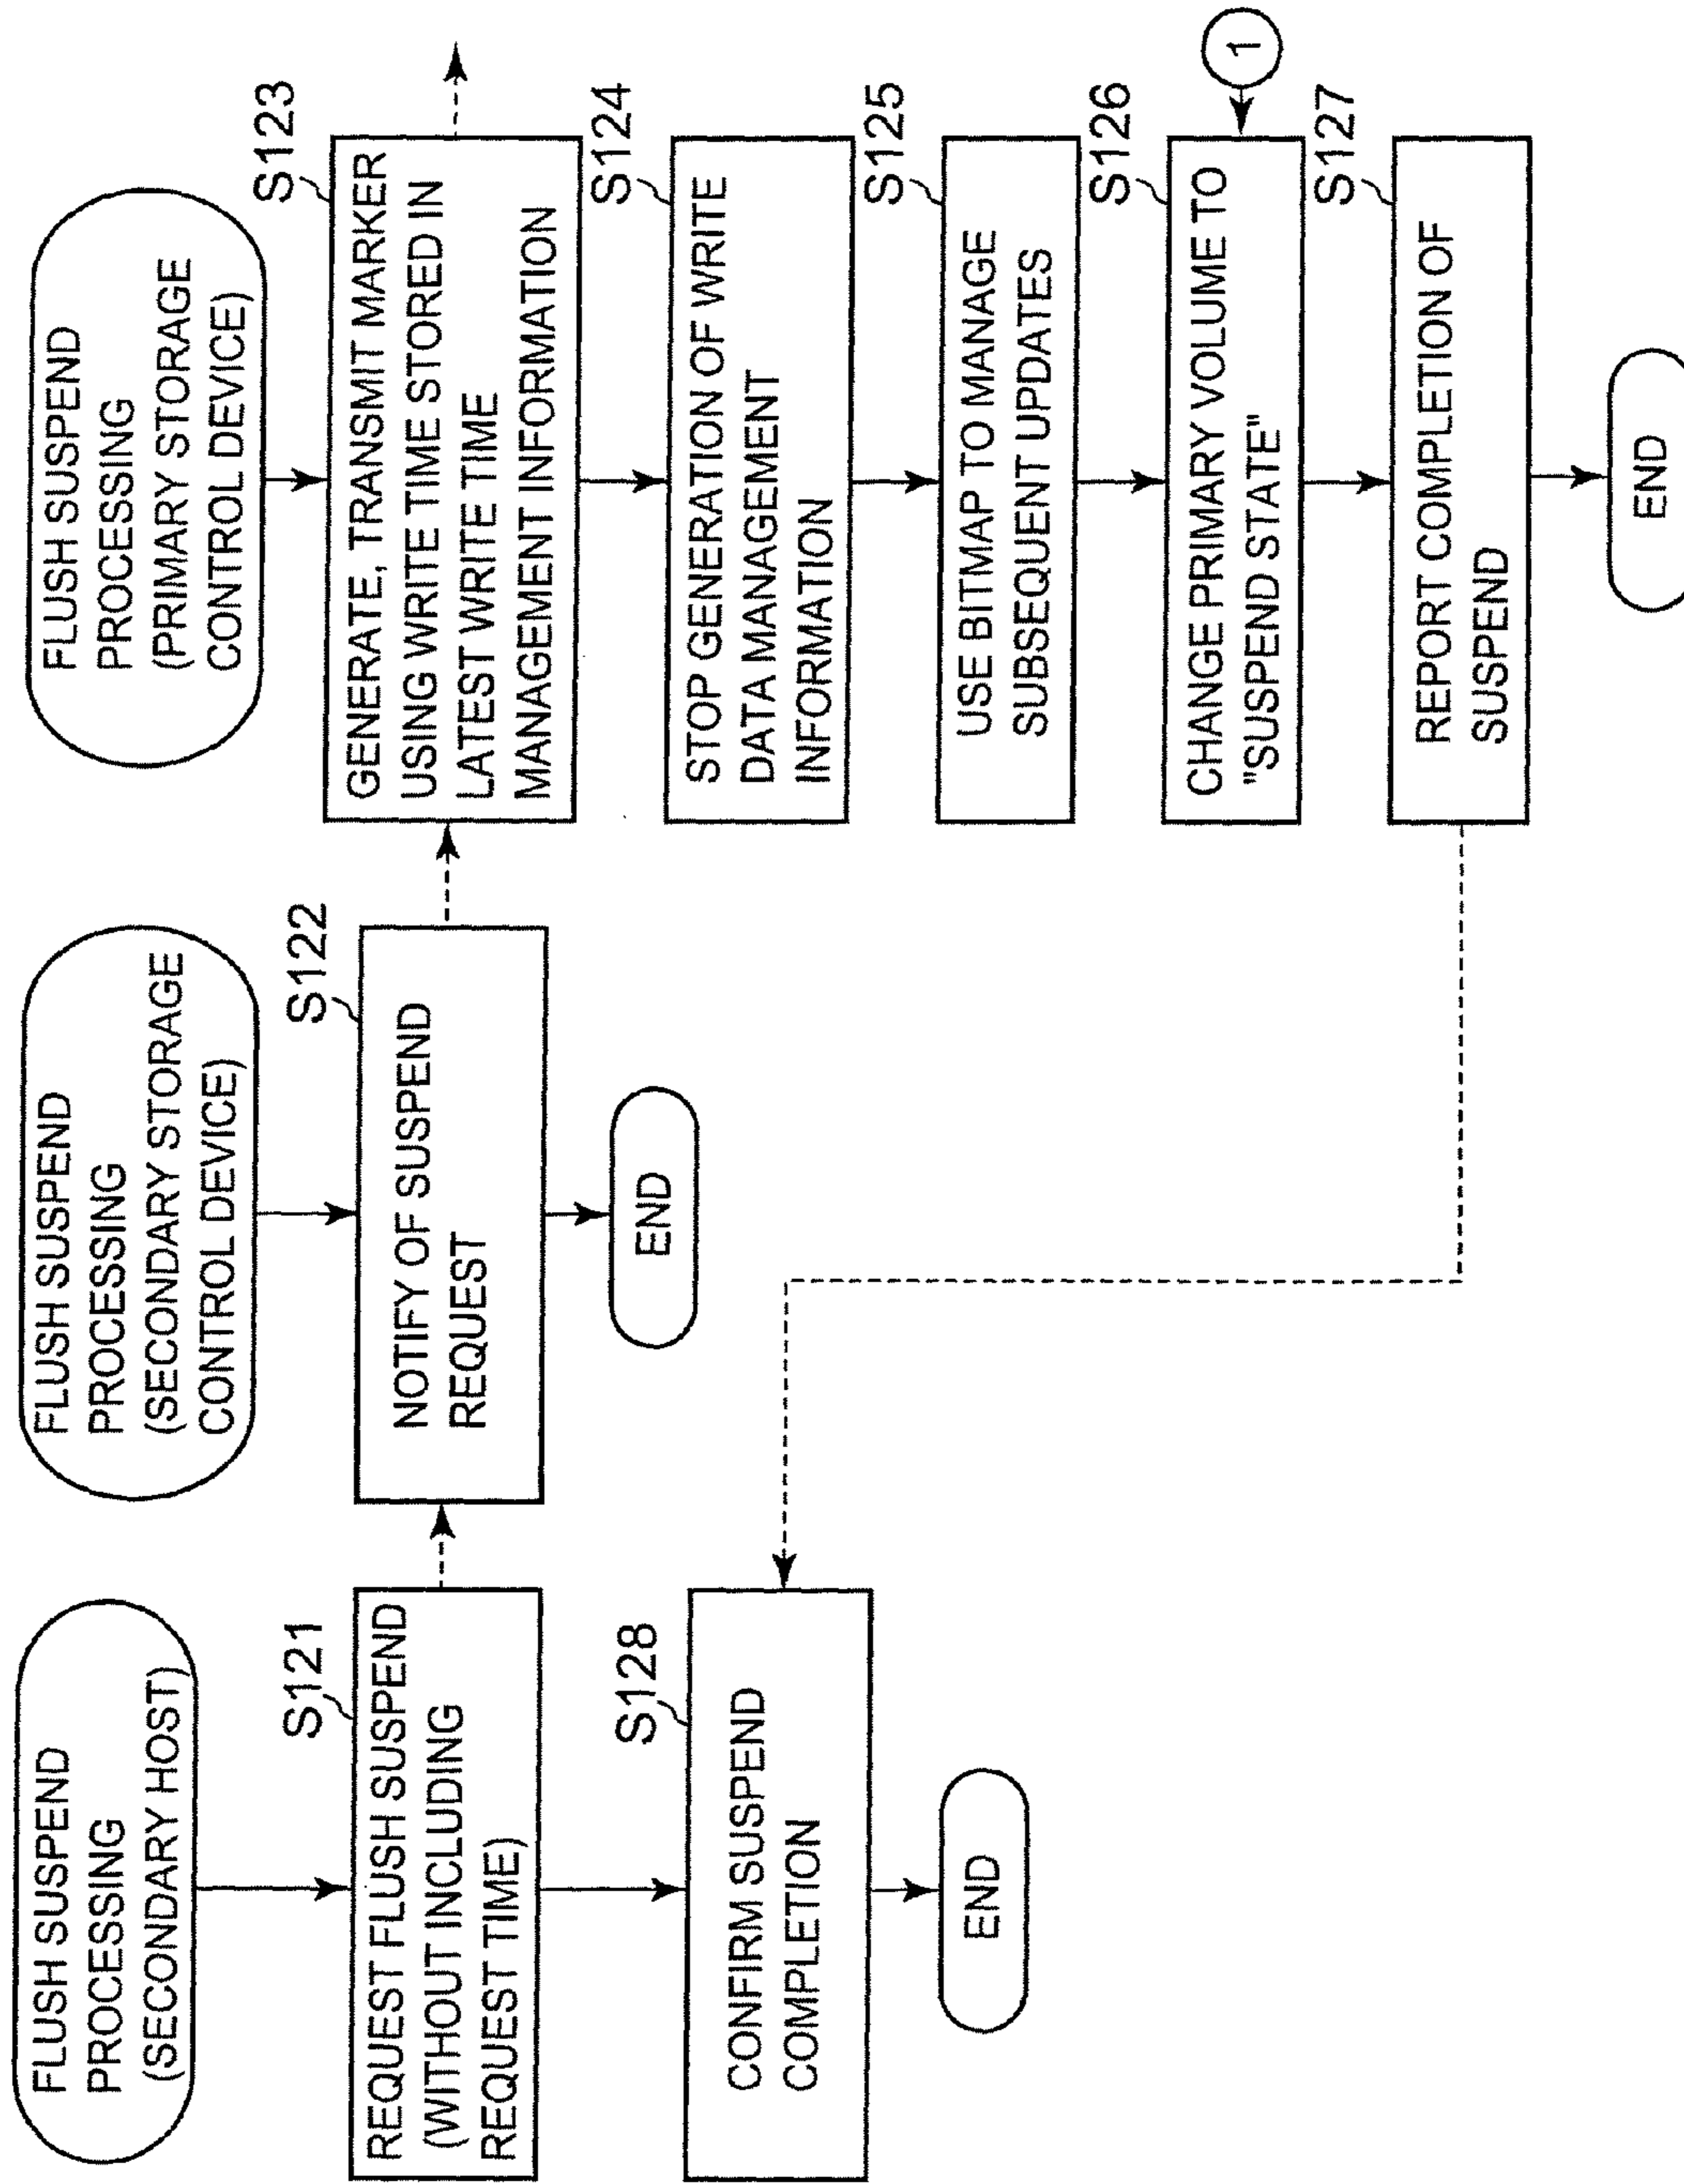 FLUSH SUSPEND
PROCESSING
(SECONDARY HOST)
S121
REQUEST FLUSH SUSPEND
(WITHOUT INCLUDING
REQUEST TIME)
S128
CONFIRM SUSPEND
COMPLETION
END
FLUSH SUSPEND
PROCESSING
(SECONDARY STORAGE
CONTROL DEVICE)
S122
NOTIFY OF SUSPEND
REQUEST
END
FLUSH SUSPEND
PROCESSING
(PRIMARY STORAGE
CONTROL DEVICE)
S123
GENERATE, TRANSMIT MARKER
USING WRITE TIME STORED IN
LATEST WRITE TIME
MANAGEMENT INFORMATION
S124
STOP GENERATION OF WRITE
DATA MANAGEMENT
INFORMATION
S125
USE BITMAP TO MANAGE
SUBSEQUENT UPDATES
S126
1
CHANGE PRIMARY VOLUME TO
"SUSPEND STATE"
S127
REPORT COMPLETION OF
SUSPEND
END